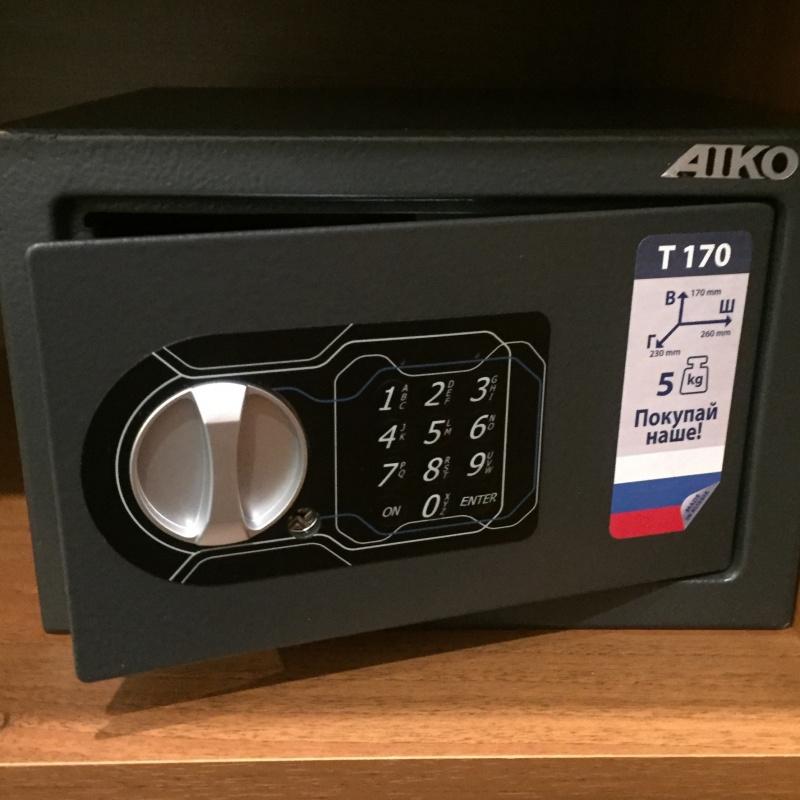 AIKO
T 170
В 170 mm
Ш
260 mm
Г
230 mm
5 kg
Покупай
наше!
1 ABC 2 DEF 3 GHI
4 JK 5 LM 6 NO
7 PQ 8 RST 9 UVW
ON 0 XYZ ENTER